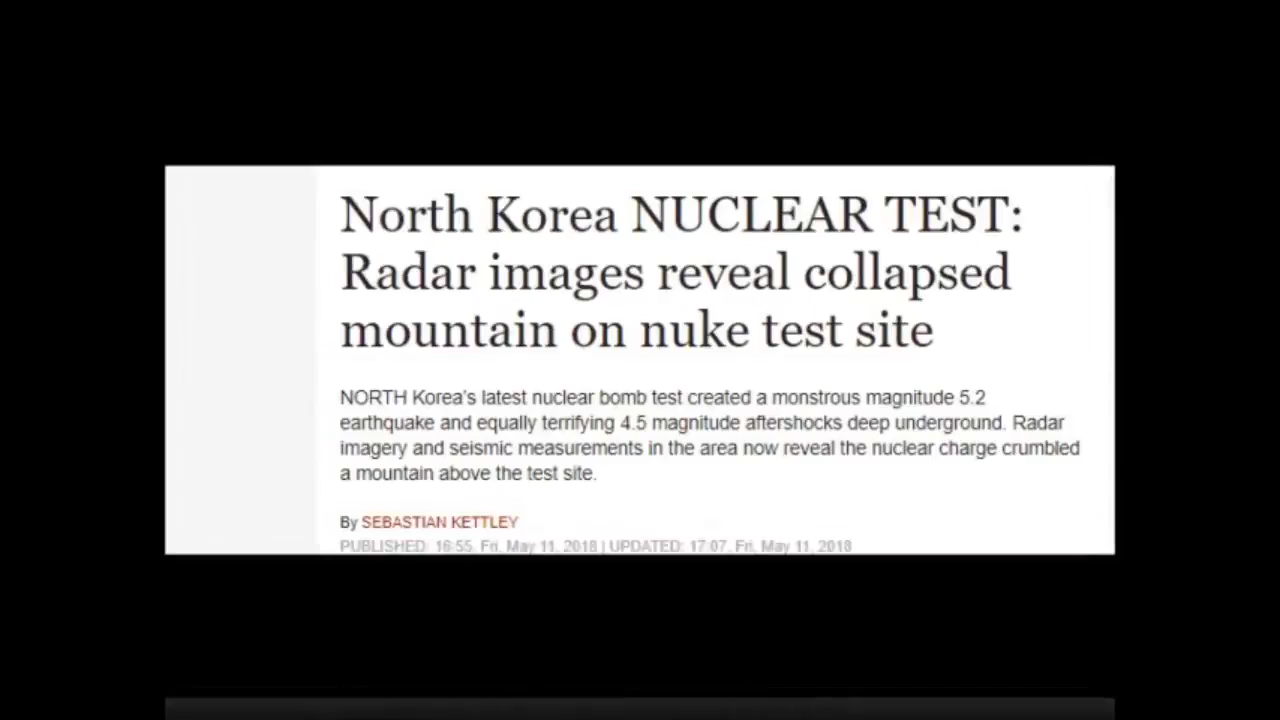 North Korea NUCLEAR TEST:
Radar images reveal collapsed
mountain on nuke test site
NORTH Korea's latest nuclear bomb test created a monstrous magnitude 5.2
earthquake and equally terrifying 4.5 magnitude aftershocks deep underground. Radar
imagery and seismic measurements in the area now reveal the nuclear charge crumbled
a mountain above the test site.
By SEBASTIAN KETTLEY
PUBLISHED: 16:55, Fri, May 11, 2018 | UPDATED: 17:07, Fri, May 11, 2018